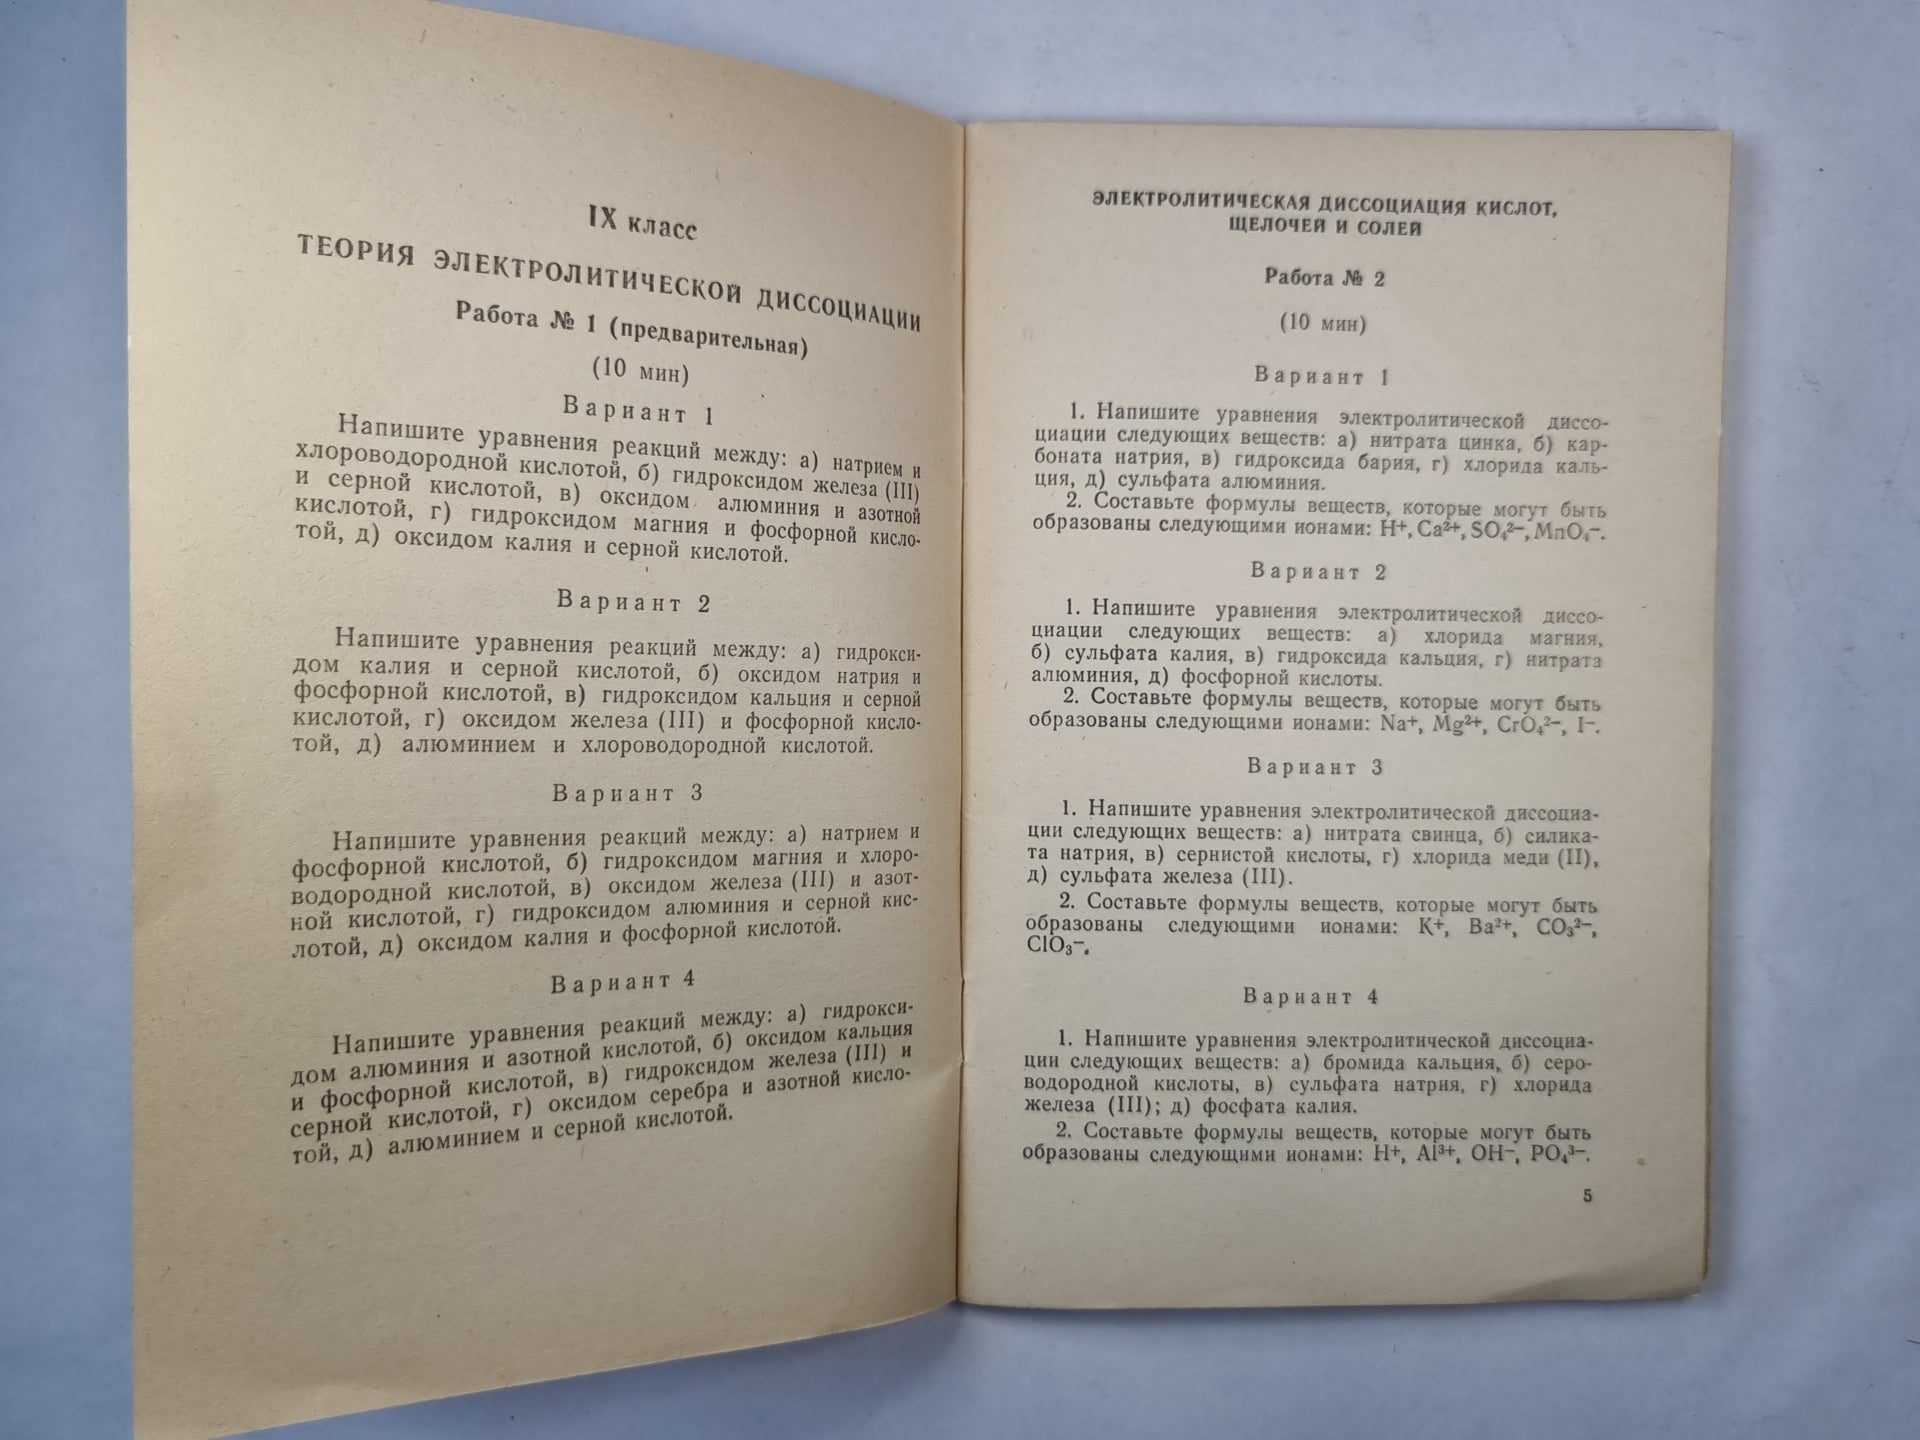 IX класс
ТЕОРИЯ ЭЛЕКТРОЛИТИЧЕСКОЙ ДИССОЦИАЦИИ
Работа № 1 (предварительная)
(10 мин)
Вариант 1
Напишите уравнения реакций между: а) натрием и
хлороводородной кислотой, б) гидроксидом железа (III)
и серной кислотой, в) оксидом алюминия и азотной
кислотой, г) гидроксидом магния и фосфорной кисло-
той, д) оксидом калия и серной кислотой.
Вариант 2
Напишите уравнения реакций между: а) гидрокси-
дом калия и серной кислотой, б) оксидом натрия и
фосфорной кислотой, в) гидроксидом кальция и серной
кислотой, г) оксидом железа (III) и фосфорной кисло-
той, д) алюминием и хлороводородной кислотой.
Вариант 3
Напишите уравнения реакций между: а) натрием и
фосфорной кислотой, б) гидроксидом магния и хлоро-
водородной кислотой, в) оксидом железа (III) и азот-
ной кислотой, г) гидроксидом алюминия и серной кис-
лотой, д) оксидом калия и фосфорной кислотой.
Вариант 4
Напишите уравнения реакций между: а) гидрокси-
дом алюминия и азотной кислотой, б) оксидом кальция
и фосфорной кислотой, в) гидроксидом железа (III) и
серной кислотой, г) оксидом серебра и азотной кисло-
той, д) алюминием и серной кислотой.
ЭЛЕКТРОЛИТИЧЕСКАЯ ДИССОЦИАЦИЯ КИСЛОТ,
ЩЕЛОЧЕЙ И СОЛЕЙ
Работа № 2
(10 мин)
Вариант 1
1. Напишите уравнения электролитической диссо-
циации следующих веществ: а) нитрата цинка, б) кар-
боната натрия, в) гидроксида бария, г) хлорида каль-
ция, д) сульфата алюминия.
2. Составьте формулы веществ, которые могут быть
образованы следующими ионами: H⁺, Ca²⁺, SO₄²⁻, MnO₄⁻.
Вариант 2
1. Напишите уравнения электролитической диссо-
циации следующих веществ: а) хлорида магния,
б) сульфата калия, в) гидроксида кальция, г) нитрата
алюминия, д) фосфорной кислоты.
2. Составьте формулы веществ, которые могут быть
образованы следующими ионами: Na⁺, Mg²⁺, CrO₄²⁻, I⁻.
Вариант 3
1. Напишите уравнения электролитической диссоциа-
ции следующих веществ: а) нитрата свинца, б) силика-
та натрия, в) сернистой кислоты, г) хлорида меди (II),
д) сульфата железа (III).
2. Составьте формулы веществ, которые могут быть
образованы следующими ионами: K⁺, Ba²⁺, CO₃²⁻,
ClO₃⁻.
Вариант 4
1. Напишите уравнения электролитической диссоциа-
ции следующих веществ: а) бромида кальция, б) серо-
водородной кислоты, в) сульфата натрия, г) хлорида
железа (III); д) фосфата калия.
2. Составьте формулы веществ, которые могут быть
образованы следующими ионами: H⁺, Al³⁺, OH⁻, PO₄³⁻.
5